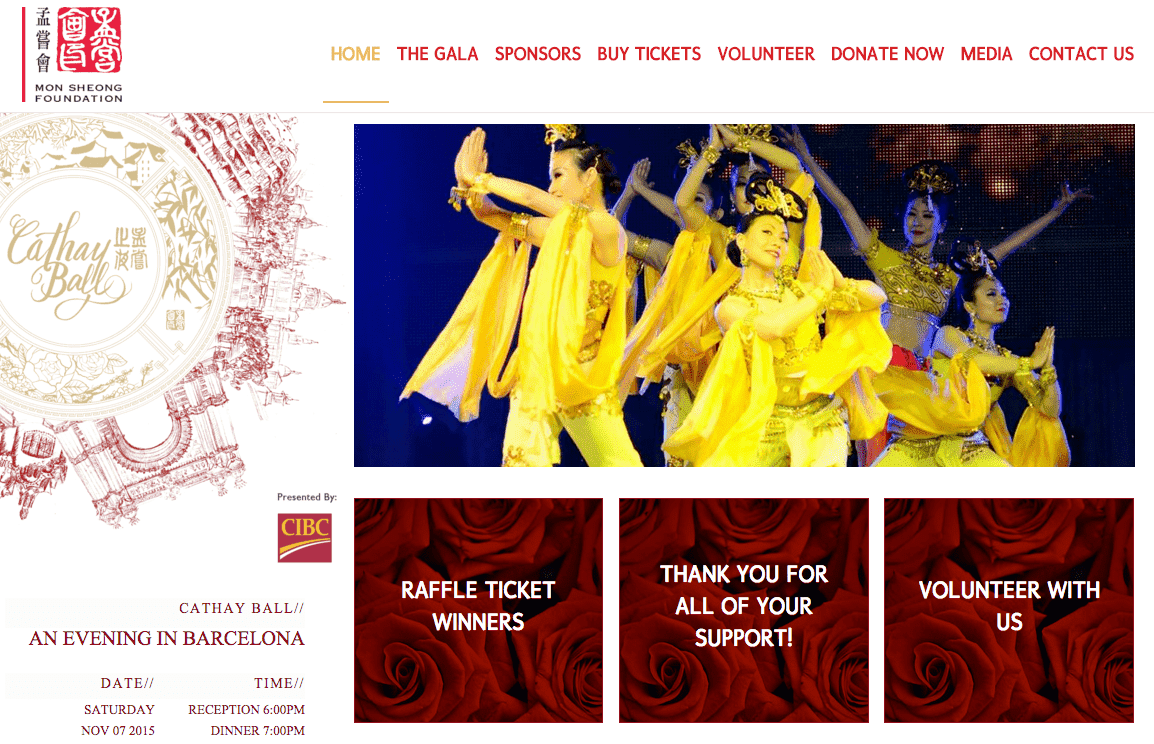 孟嘗會
MON SHEONG
FOUNDATION
HOME THE GALA SPONSORS BUY TICKETS VOLUNTEER DONATE NOW MEDIA CONTACT US
Cathay
Ball
Presented By:
CIBC
CATHAY BALL//
AN EVENING IN BARCELONA
DATE// TIME//
SATURDAY RECEPTION 6:00PM
NOV 07 2015 DINNER 7:00PM
RAFFLE TICKET
WINNERS
THANK YOU FOR
ALL OF YOUR
SUPPORT!
VOLUNTEER WITH
US